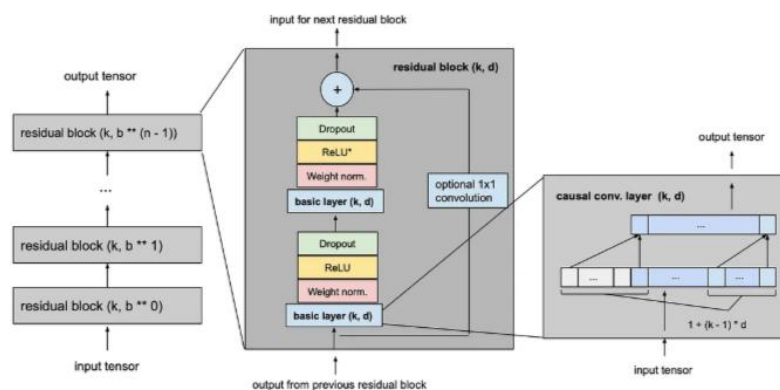 output tensor
residual block (k, b ** (n - 1))
...
residual block (k, b ** 1)
residual block (k, b ** 0)
input tensor
input for next residual block
residual block (k, d)
+
Dropout
ReLU*
Weight norm.
basic layer (k, d)
optional 1x1
convolution
Dropout
ReLU
Weight norm.
basic layer (k, d)
output from previous residual block
output tensor
causal conv. layer (k, d)
...
... ... ...
1 + (k - 1) * d
input tensor